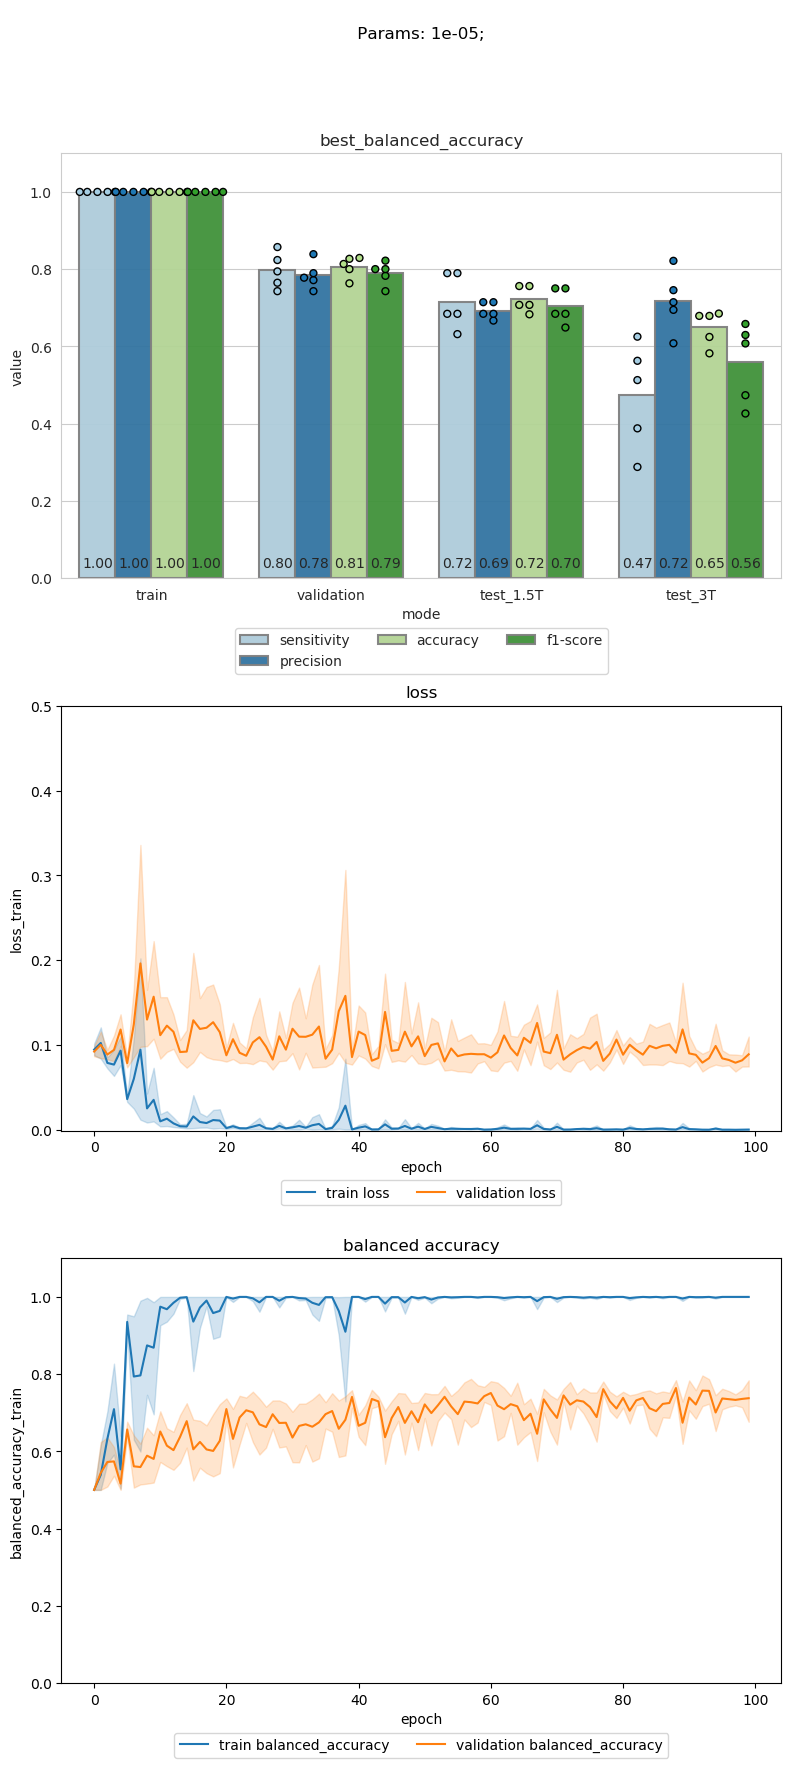 Params: 1e-05;
best_balanced_accuracy
1.0
0.8
0.6
0.4
0.2
0.0
value
1.00 1.00 1.00 1.00 0.80 0.78 0.81 0.79 0.72 0.69 0.72 0.70 0.47 0.72 0.65 0.56
train validation test_1.5T test_3T
mode
sensitivity accuracy f1-score
precision
loss
0.5
0.4
0.3
0.2
0.1
0.0
loss_train
0 20 40 60 80 100
epoch
train loss validation loss
balanced accuracy
1.0
0.8
0.6
0.4
0.2
0.0
balanced_accuracy_train
0 20 40 60 80 100
epoch
train balanced_accuracy validation balanced_accuracy